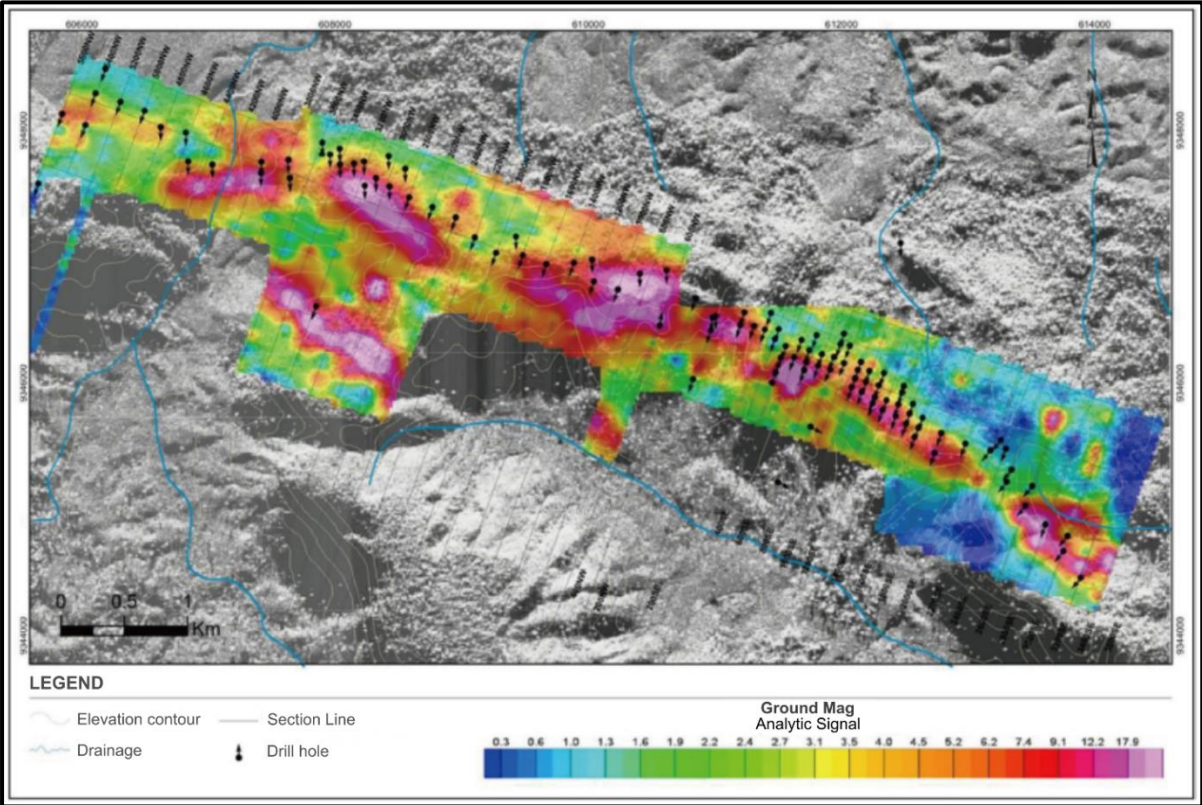 606000 608000 610000 612000 614000
9348000 9348000
N
9346000 9346000
0 0.5 1
Km
9344000 9344000
LEGEND
Elevation contour Section Line
Drainage Drill hole
Ground Mag
Analytic Signal
0.3 0.6 1.0 1.3 1.6 1.9 2.2 2.4 2.7 3.1 3.5 4.0 4.5 5.2 6.2 7.4 9.1 12.2 17.9